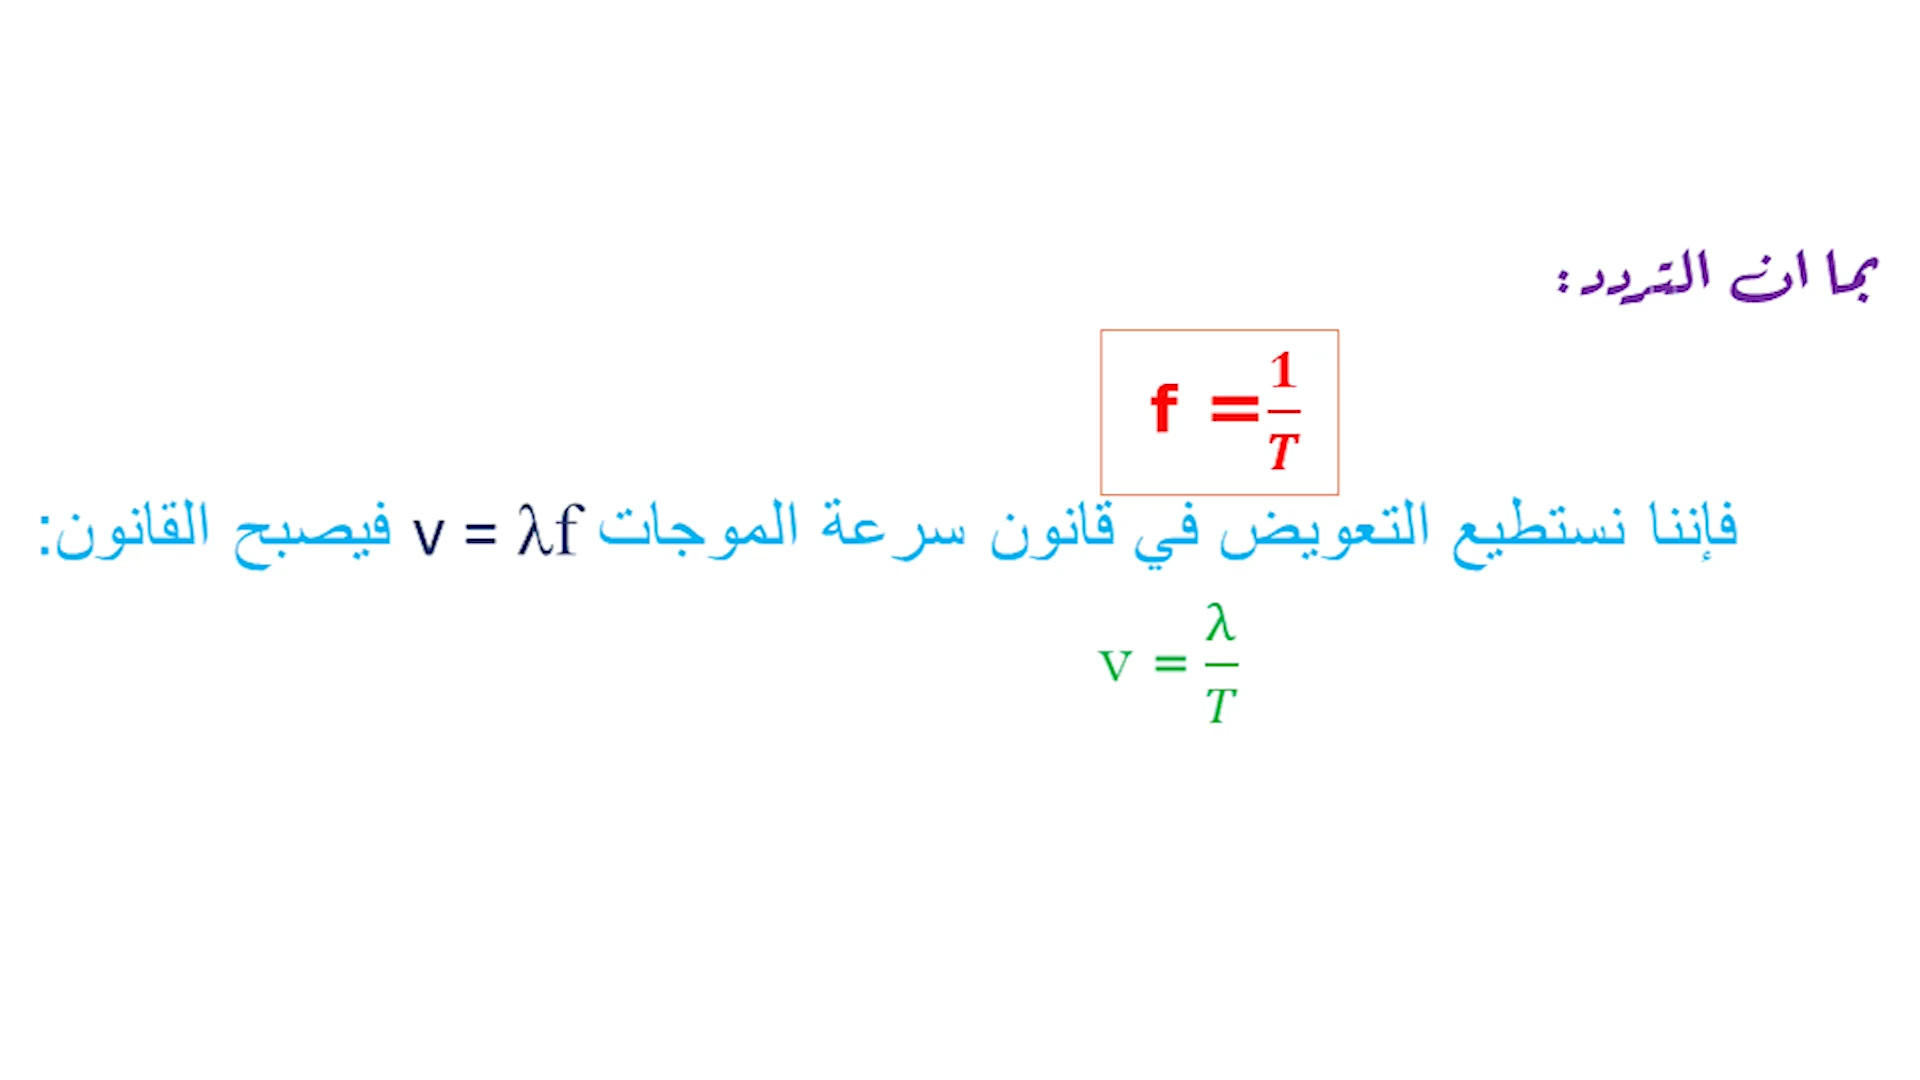 بما ان التردد:
f = 1/T
فإننا نستطيع التعويض في قانون سرعة الموجات v = λf فيصبح القانون:
v = λ/T